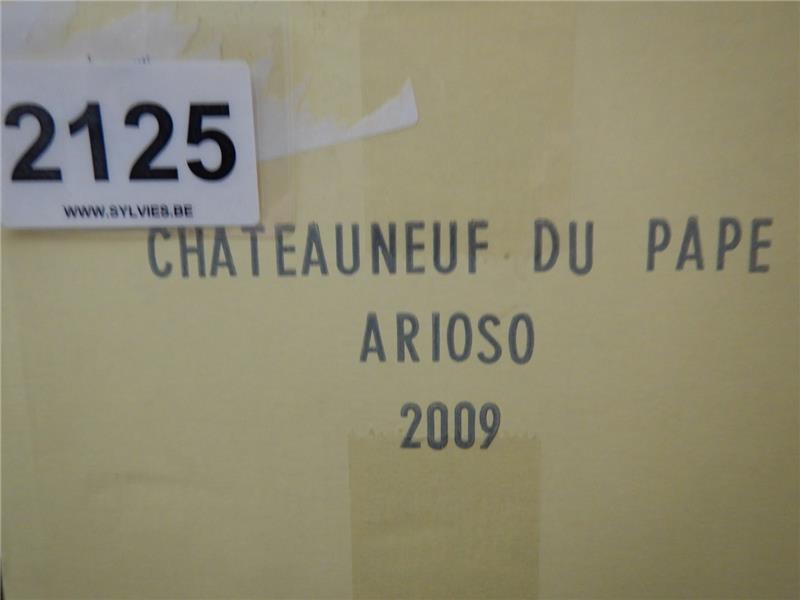 2125
WWW.SYLVIES.BE
CHATEAUNEUF DU PAPE
ARIOSO
2009